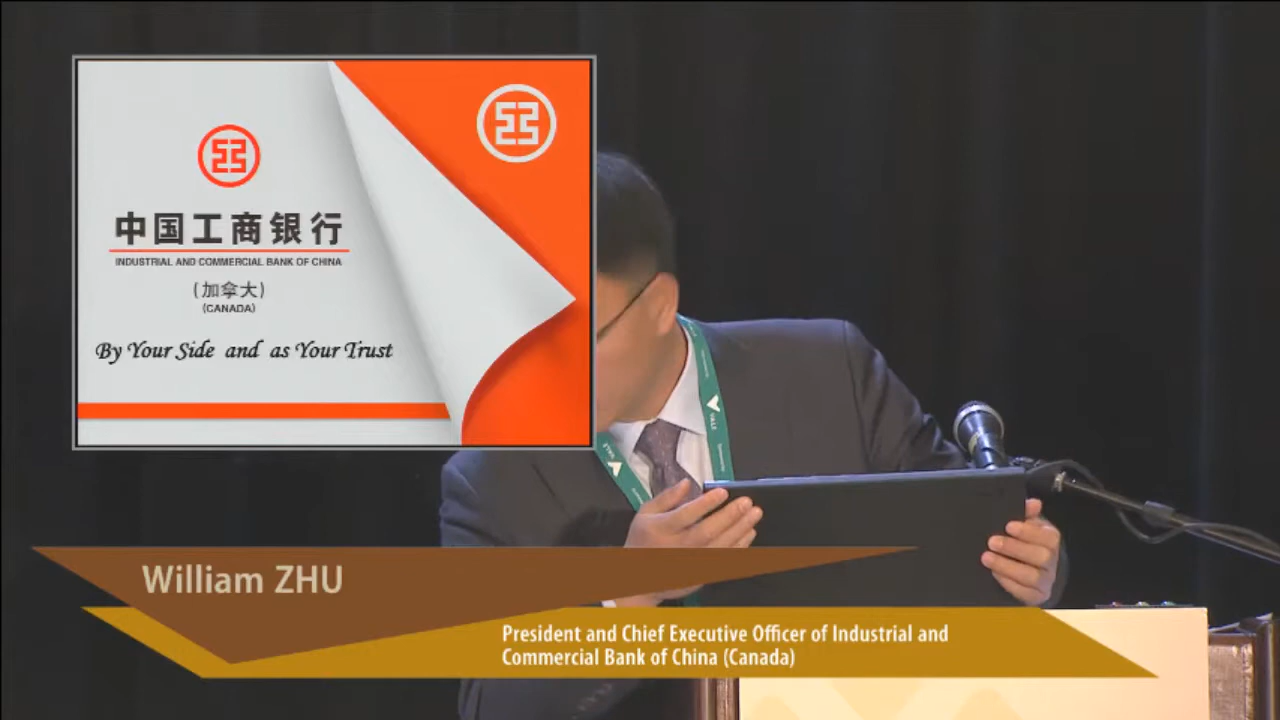 中国工商银行
INDUSTRIAL AND COMMERCIAL BANK OF CHINA
(加拿大)
(CANADA)
By Your Side and as Your Trust
William ZHU
President and Chief Executive Officer of Industrial and
Commercial Bank of China (Canada)